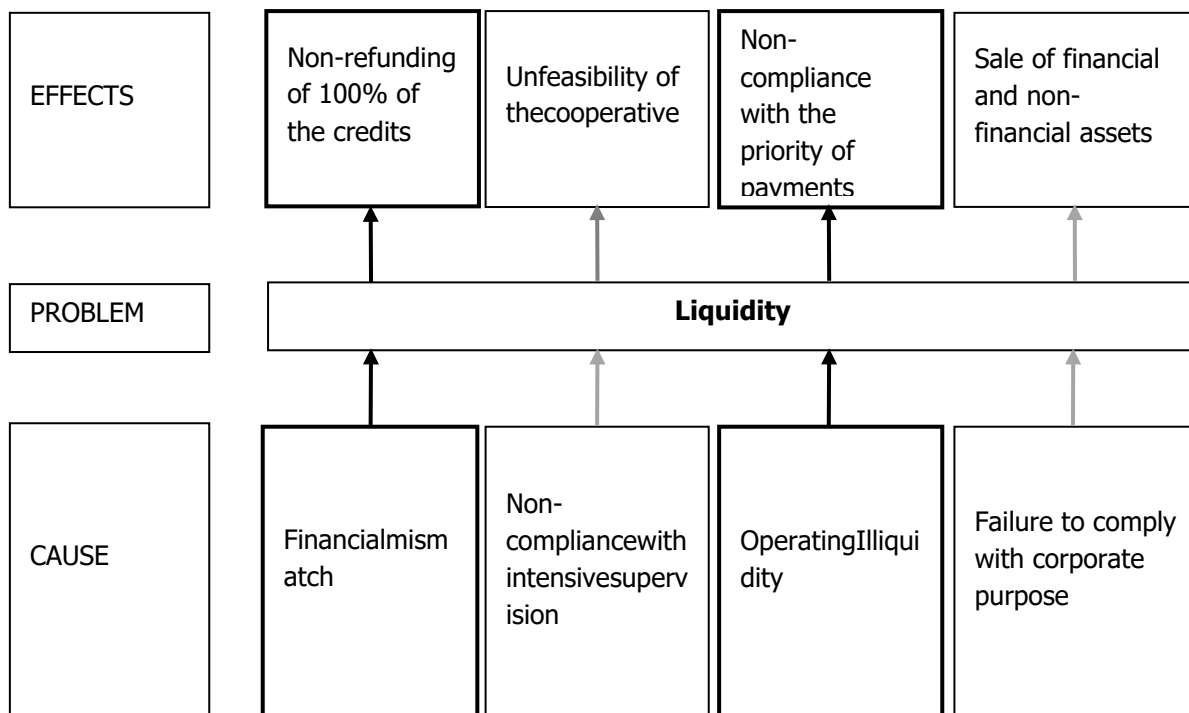 EFFECTS
Non-refunding
of 100% of
the credits
Unfeasibility of
thecooperative
Non-
compliance
with the
priority of
payments
Sale of financial
and non-
financial assets
PROBLEM
Liquidity
CAUSE
Financialmism
atch
Non-
compliancewith
intensivesuperv
ision
OperatingIlliqui
dity
Failure to comply
with corporate
purpose